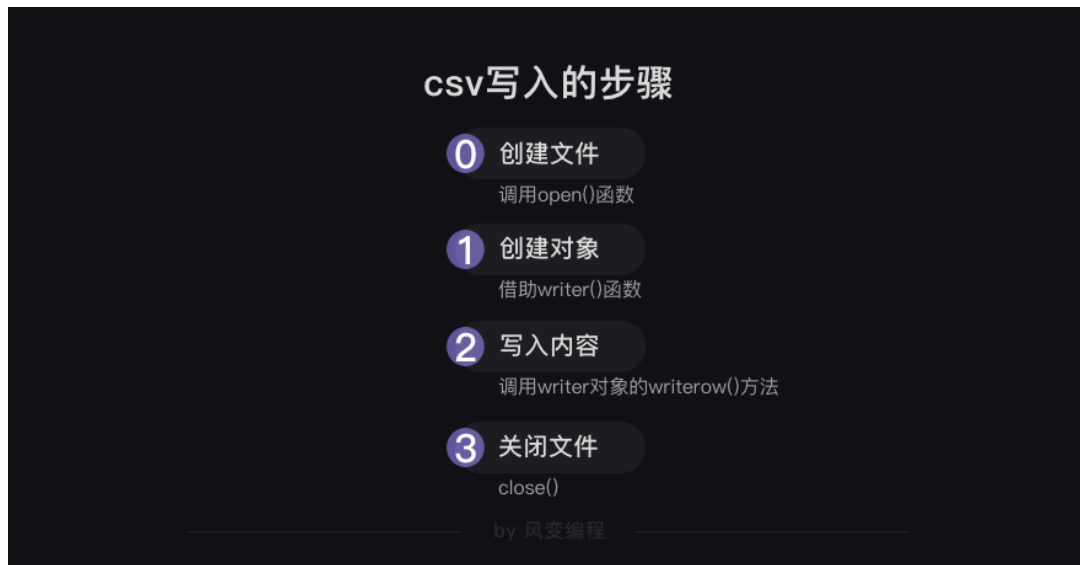 csv写入的步骤
0 创建文件
调用open()函数
1 创建对象
借助writer()函数
2 写入内容
调用writer对象的writerow()方法
3 关闭文件
close()
by 风变编程